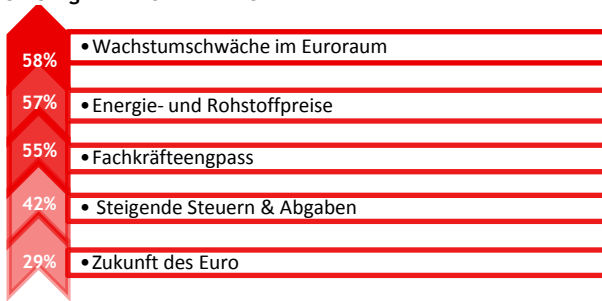 58% •Wachstumschwäche im Euroraum
57% •Energie- und Rohstoffpreise
55% •Fachkräfteengpass
42% • Steigende Steuern & Abgaben
29% •Zukunft des Euro